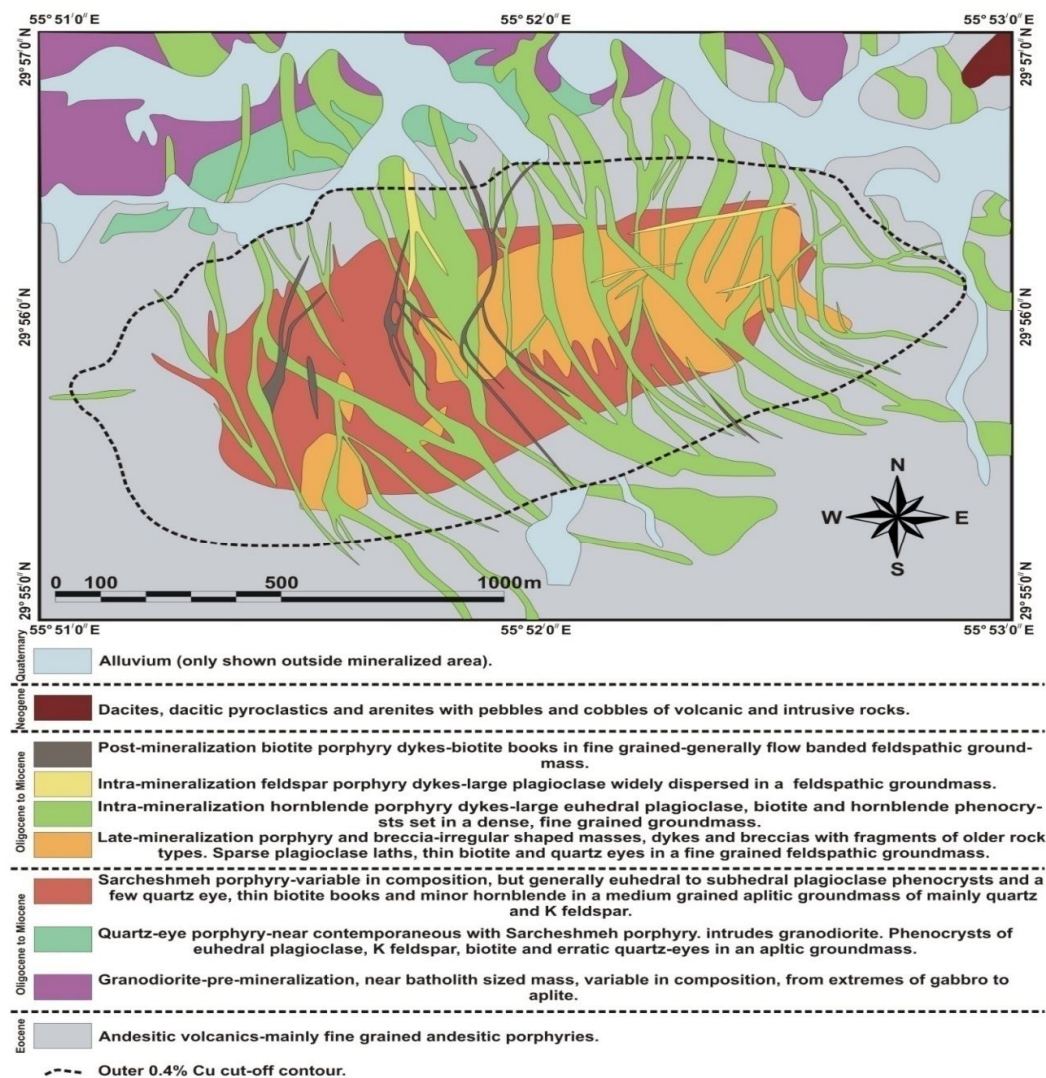 55°51′0″E 55°52′0″E 55°53′0″E
29°57′0″N 29°57′0″N
29°56′0″N 29°56′0″N
29°55′0″N
N
W E
S
0 100 500 1000m
55°51′0″E 55°52′0″E 55°53′0″E
Quaternary
Alluvium (only shown outside mineralized area).
Neogene
Dacites, dacitic pyroclastics and arenites with pebbles and cobbles of volcanic and intrusive rocks.
Oligocene to Miocene
Post-mineralization biotite porphyry dykes-biotite books in fine grained-generally flow banded feldspathic ground-
mass.
Intra-mineralization feldspar porphyry dykes-large plagioclase widely dispersed in a feldspathic groundmass.
Intra-mineralization hornblende porphyry dykes-large euhedral plagioclase, biotite and hornblende phenocry-
sts set in a dense, fine grained groundmass.
Late-mineralization porphyry and breccia-irregular shaped masses, dykes and breccias with fragments of older rock
types. Sparse plagioclase laths, thin biotite and quartz eyes in a fine grained feldspathic groundmass.
Oligocene to Miocene
Sarcheshmeh porphyry-variable in composition, but generally euhedral to subhedral plagioclase phenocrysts and a
few quartz eye, thin biotite books and minor hornblende in a medium grained aplitic groundmass of mainly quartz
and K feldspar.
Quartz-eye porphyry-near contemporaneous with Sarcheshmeh porphyry. intrudes granodiorite. Phenocrysts of
euhedral plagioclase, K feldspar, biotite and erratic quartz-eyes in an apltic groundmass.
Granodiorite-pre-mineralization, near batholith sized mass, variable in composition, from extremes of gabbro to
aplite.
Eocene
Andesitic volcanics-mainly fine grained andesitic porphyries.
Outer 0.4% Cu cut-off contour.